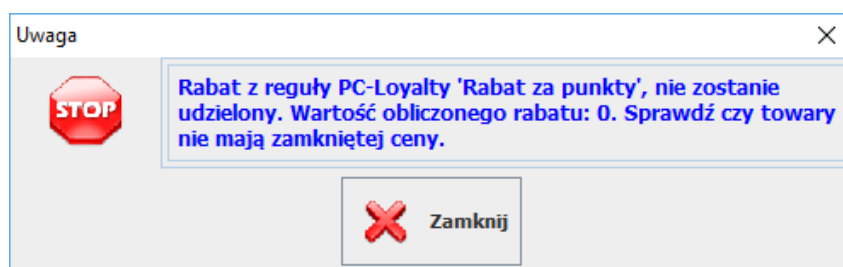 Uwaga
STOP
Rabat z reguły PC-Loyalty 'Rabat za punkty', nie zostanie
udzielony. Wartość obliczonego rabatu: 0. Sprawdź czy towary
nie mają zamkniętej ceny.
Zamknij